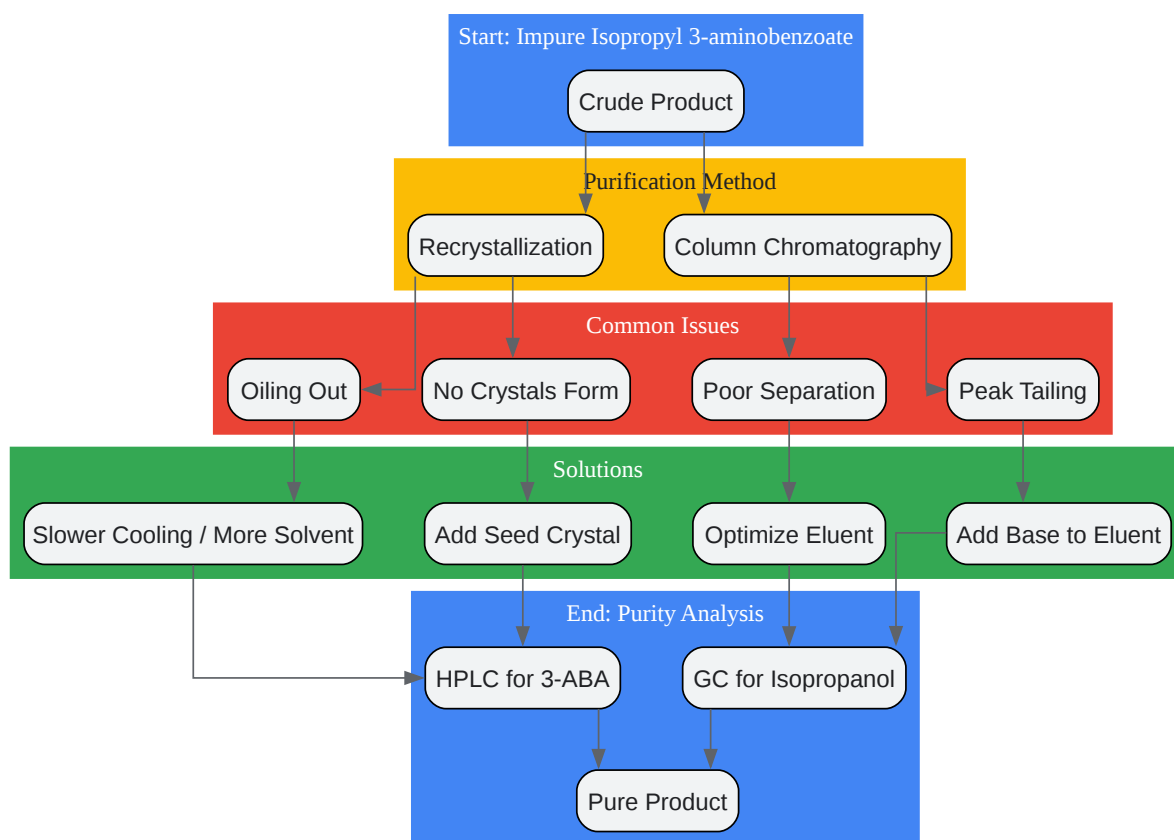 Start: Impure Isopropyl 3-aminobenzoate
Crude Product
Purification Method
Recrystallization
Column Chromatography
Common Issues
Oiling Out
No Crystals Form
Poor Separation
Peak Tailing
Solutions
Slower Cooling / More Solvent
Add Seed Crystal
Optimize Eluent
Add Base to Eluent
End: Purity Analysis
HPLC for 3-ABA
GC for Isopropanol
Pure Product